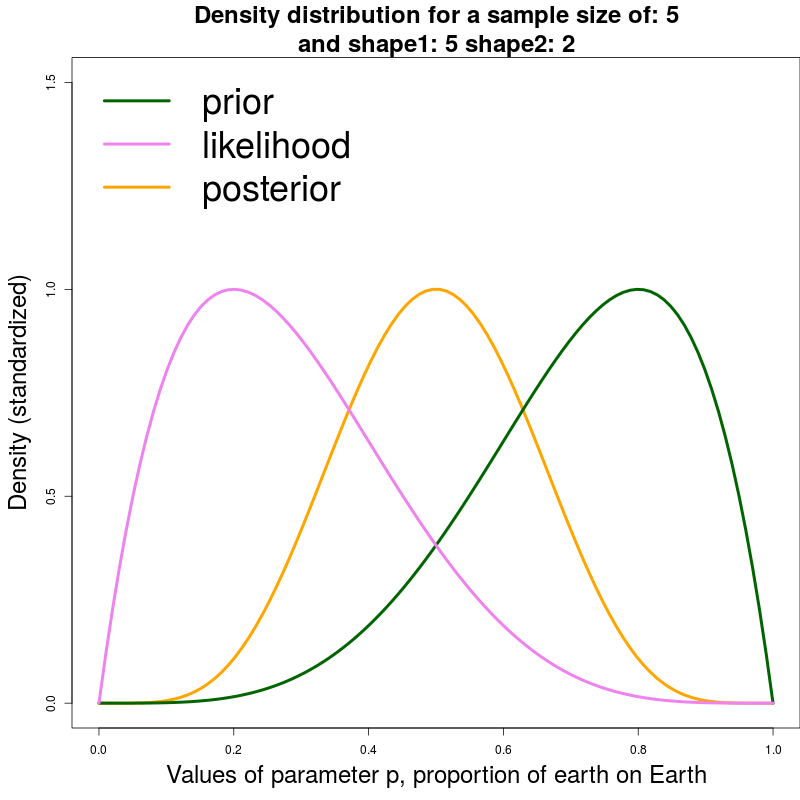 Density distribution for a sample size of: 5
and shape1: 5 shape2: 2
prior
likelihood
posterior
Density (standardized)
1.5
1.0
0.5
0.0
0.0 0.2 0.4 0.6 0.8 1.0
Values of parameter p, proportion of earth on Earth